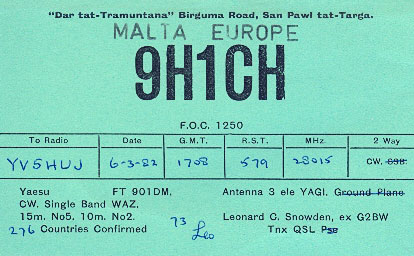 "Dar tat-Tramuntana" Birguma Road, San Pawl tat-Targa.
MALTA EUROPE
9H1CH
F.O.C. 1250
To Radio Date G.M.T. R.S.T. MHz. 2 Way
YV5HUJ 6-3-82 1708 579 28015 CW. SSB.
Yaesu FT 901DM, Antenna 3 ele YAGI, Ground Plane
CW. Single Band WAZ.
15m. No5. 10m. No2. 73 Leonard C. Snowden, ex G2BW
276 Countries Confirmed Leo Tnx QSL Pse